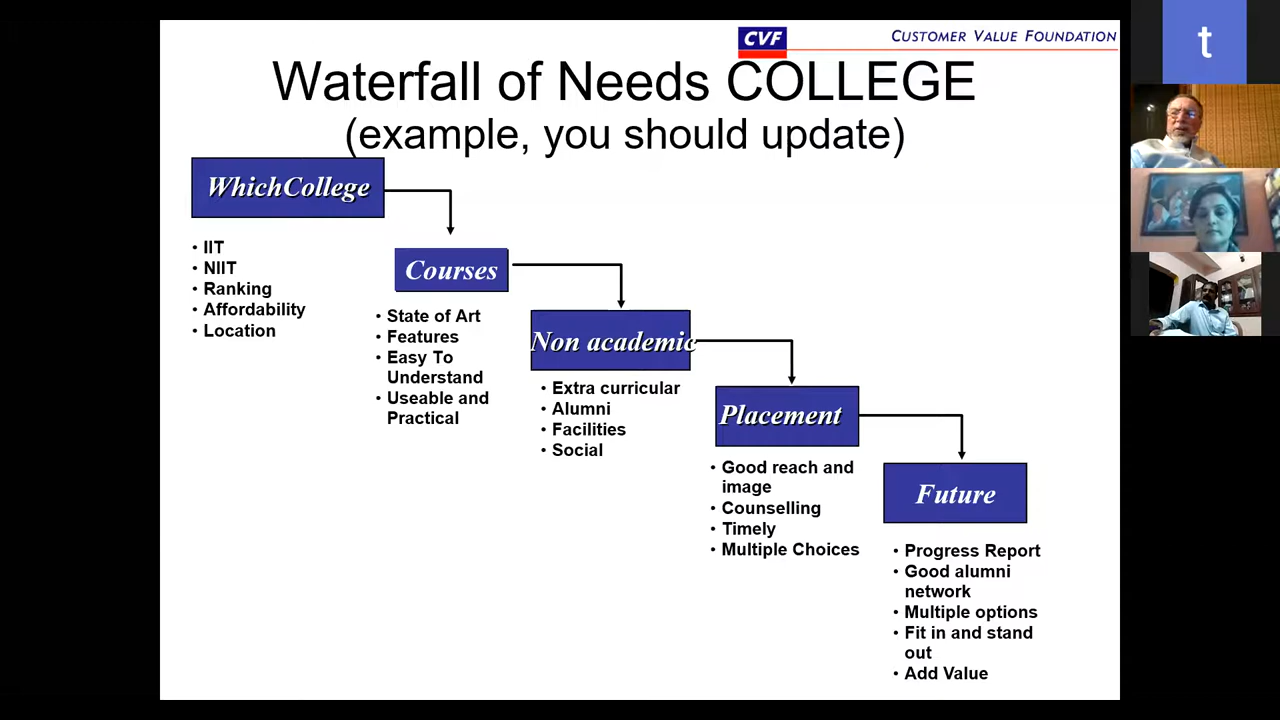 CVF
CUSTOMER VALUE FOUNDATION
t
Waterfall of Needs COLLEGE
(example, you should update)
WhichCollege
• IIT
• NIIT
• Ranking
• Affordability
• Location
Courses
• State of Art
• Features
• Easy To
Understand
• Useable and
Practical
Non academic
• Extra curricular
• Alumni
• Facilities
• Social
Placement
• Good reach and
image
• Counselling
• Timely
• Multiple Choices
Future
• Progress Report
• Good alumni
network
• Multiple options
• Fit in and stand
out
• Add Value